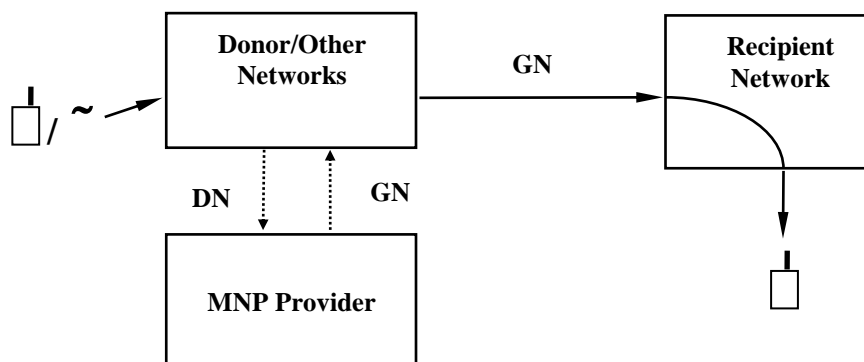 Donor/Other
Networks
GN
Recipient
Network
/ ~
DN
GN
MNP Provider